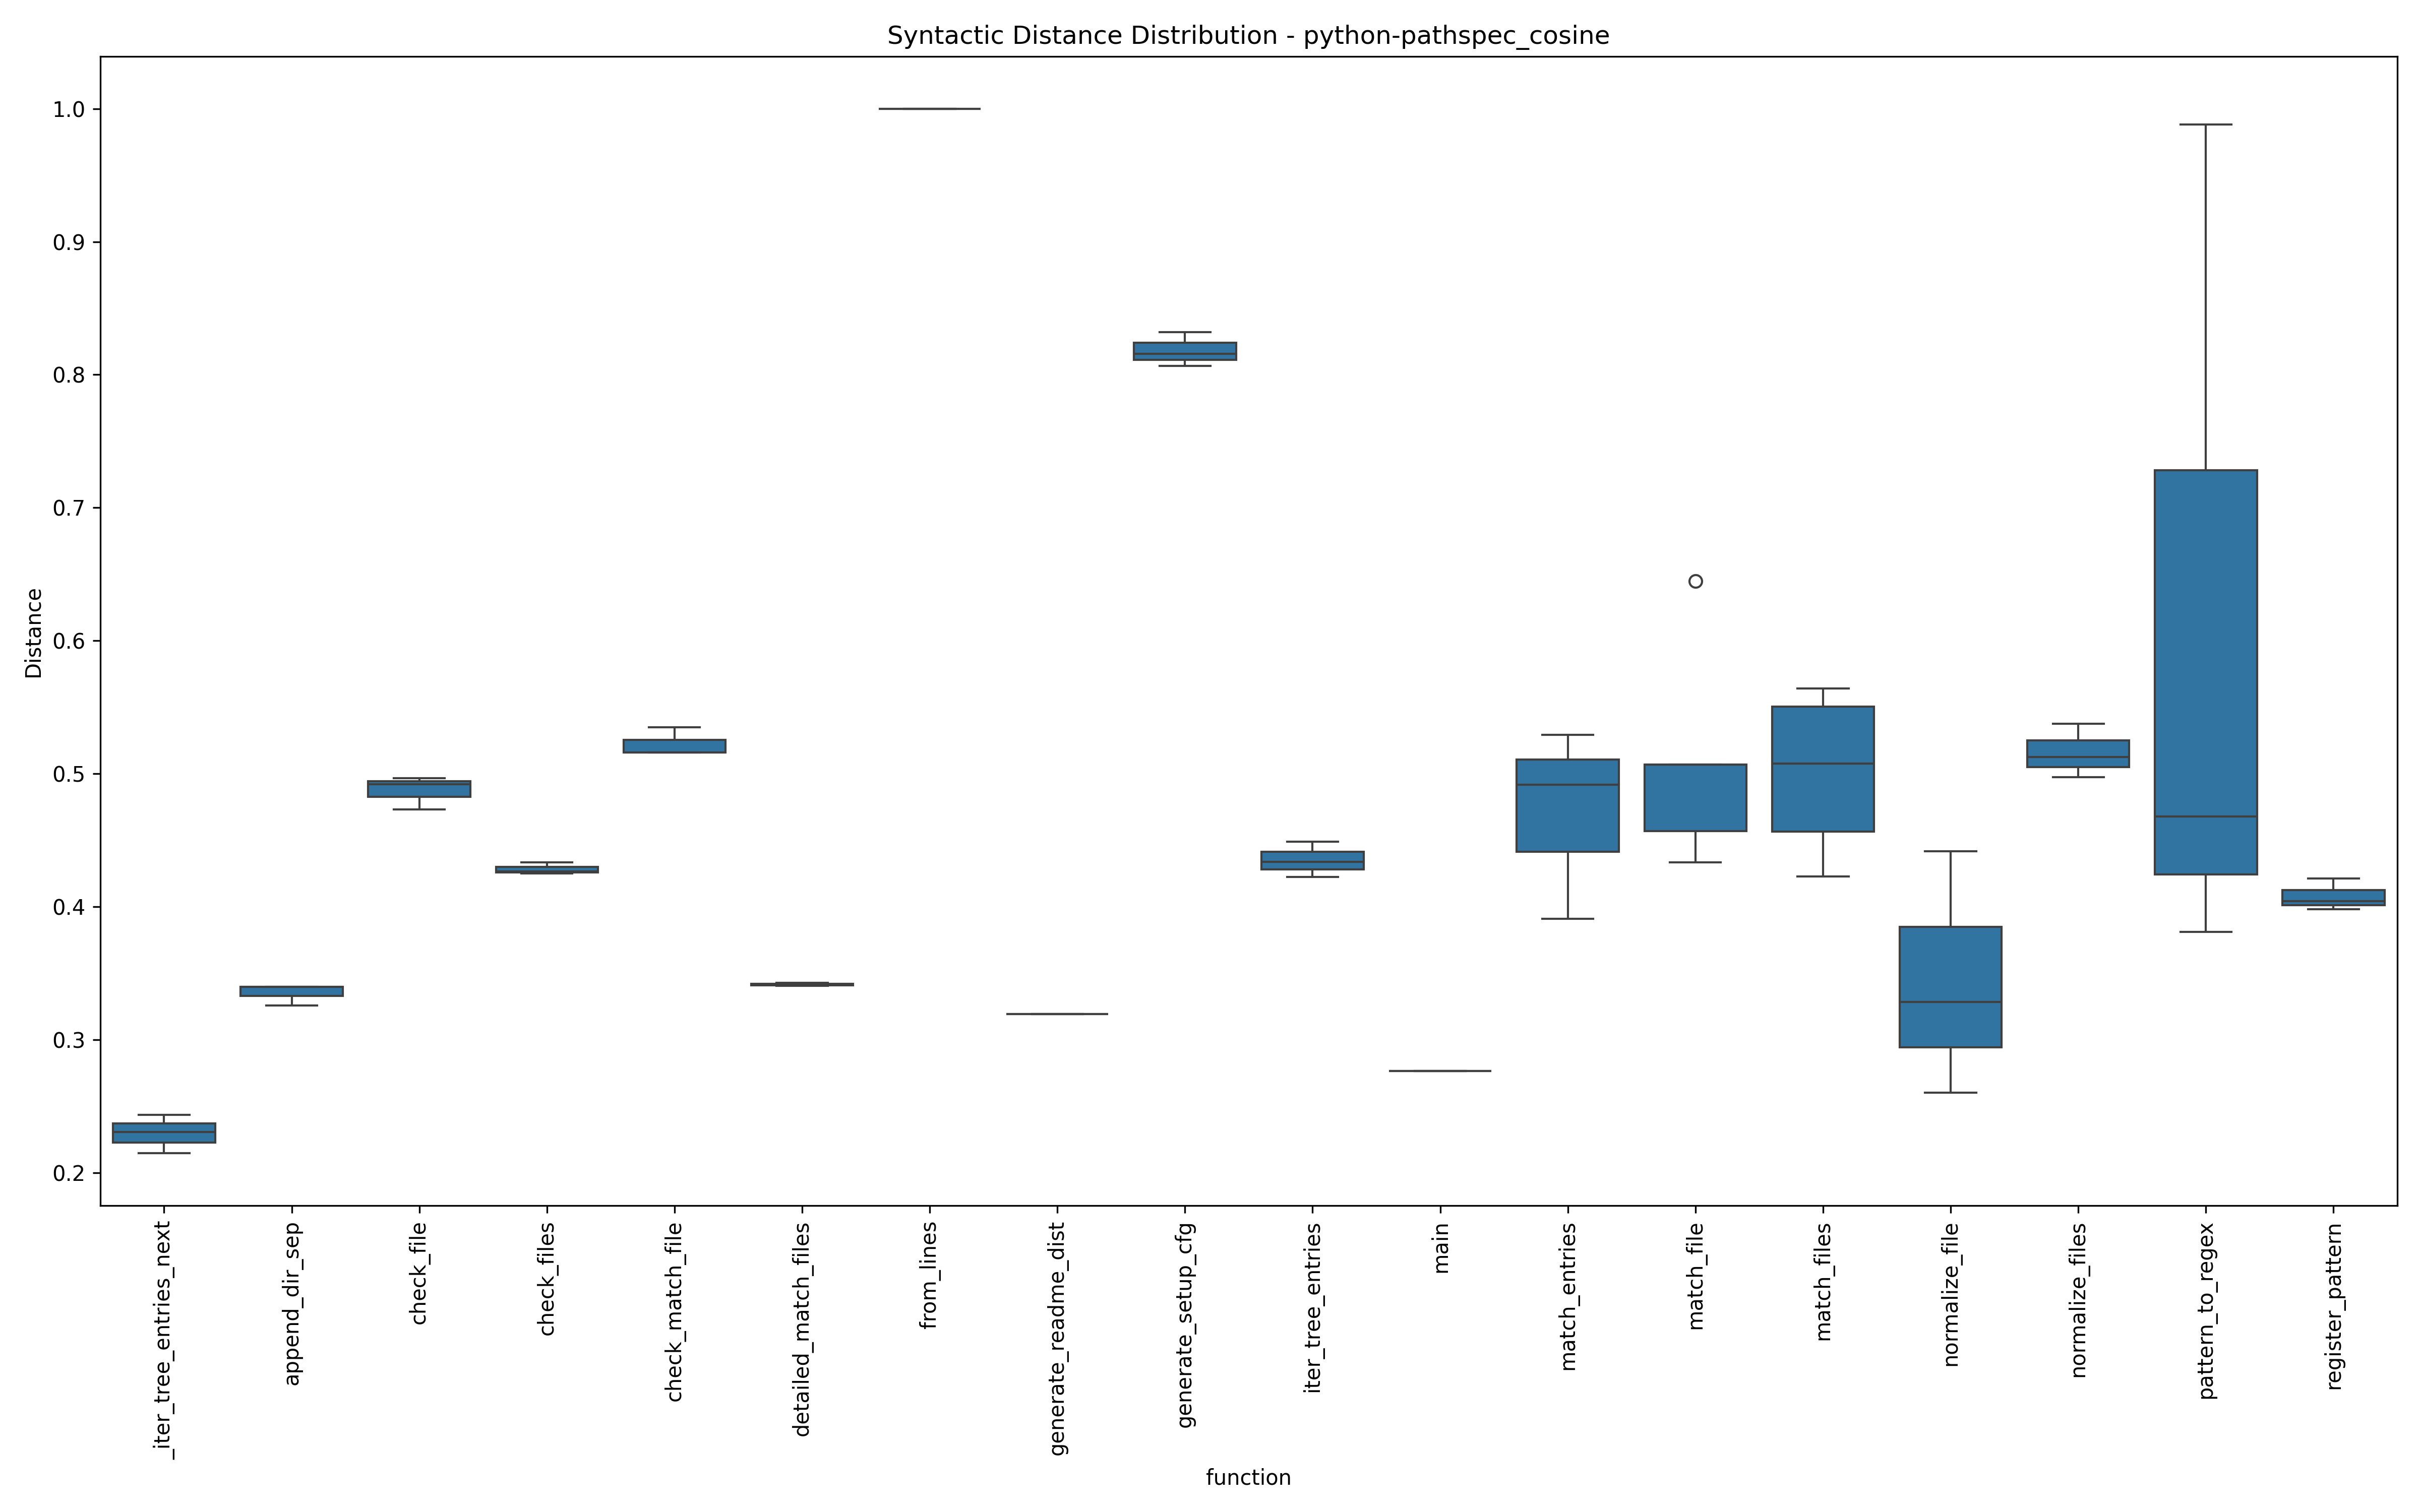 Syntactic Distance Distribution - python-pathspec_cosine
Distance
1.0
0.9
0.8
0.7
0.6
0.5
0.4
0.3
0.2
_iter_tree_entries_next
append_dir_sep
check_file
check_files
check_match_file
detailed_match_files
from_lines
generate_readme_dist
generate_setup_cfg
iter_tree_entries
main
match_entries
match_file
match_files
normalize_file
normalize_files
pattern_to_regex
register_pattern
function